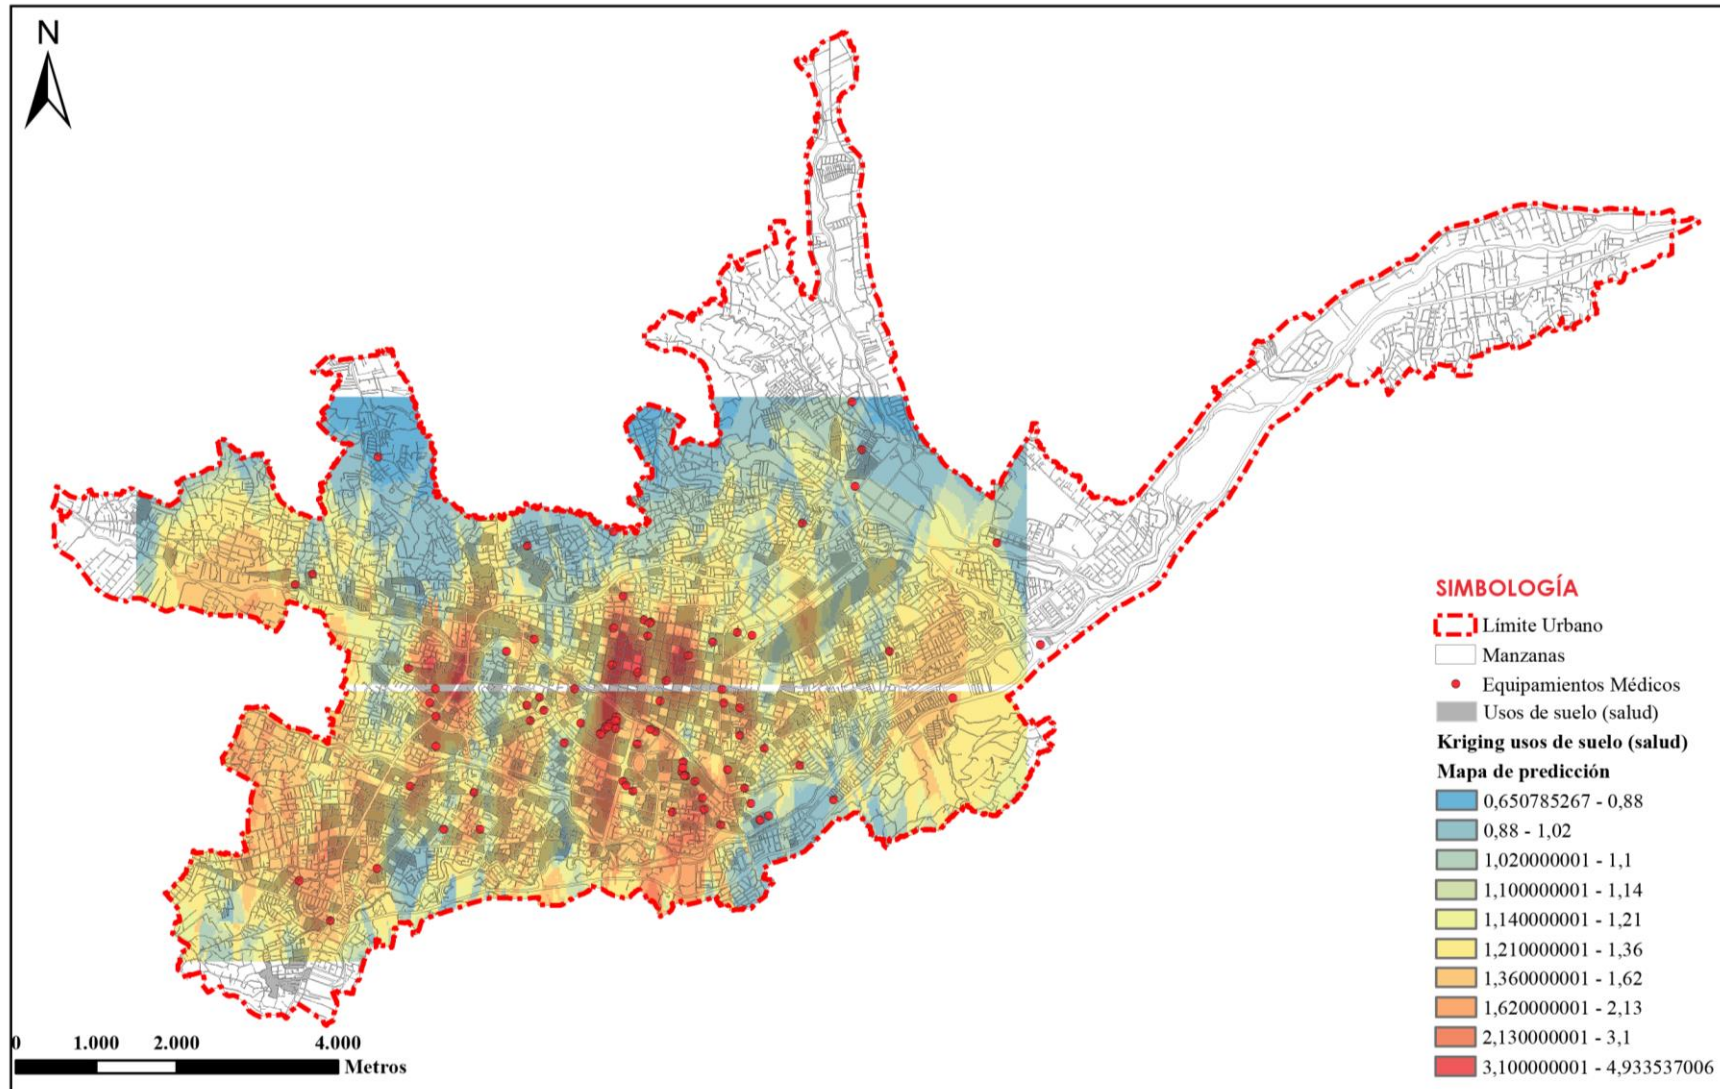 N
SIMBOLOGÍA
Límite Urbano
Manzanas
Equipamientos Médicos
Usos de suelo (salud)
Kriging usos de suelo (salud)
Mapa de predicción
0,650785267 - 0,88
0,88 - 1,02
1,020000001 - 1,1
1,100000001 - 1,14
1,140000001 - 1,21
1,210000001 - 1,36
1,360000001 - 1,62
1,620000001 - 2,13
2,130000001 - 3,1
3,100000001 - 4,933537006
0 1.000 2.000 4.000
Metros